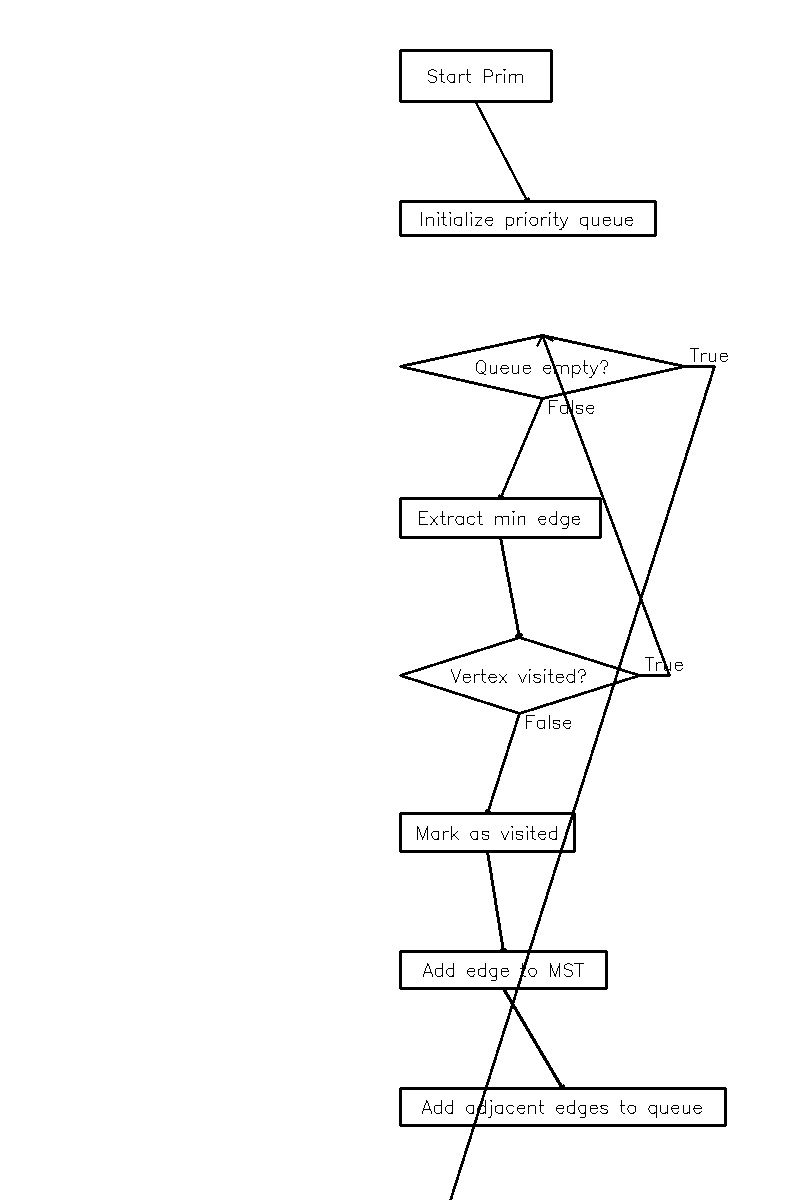 Start Prim
Initialize priority queue
Queue empty?
True
False
Extract min edge
Vertex visited?
True
False
Mark as visited
Add edge to MST
Add adjacent edges to queue